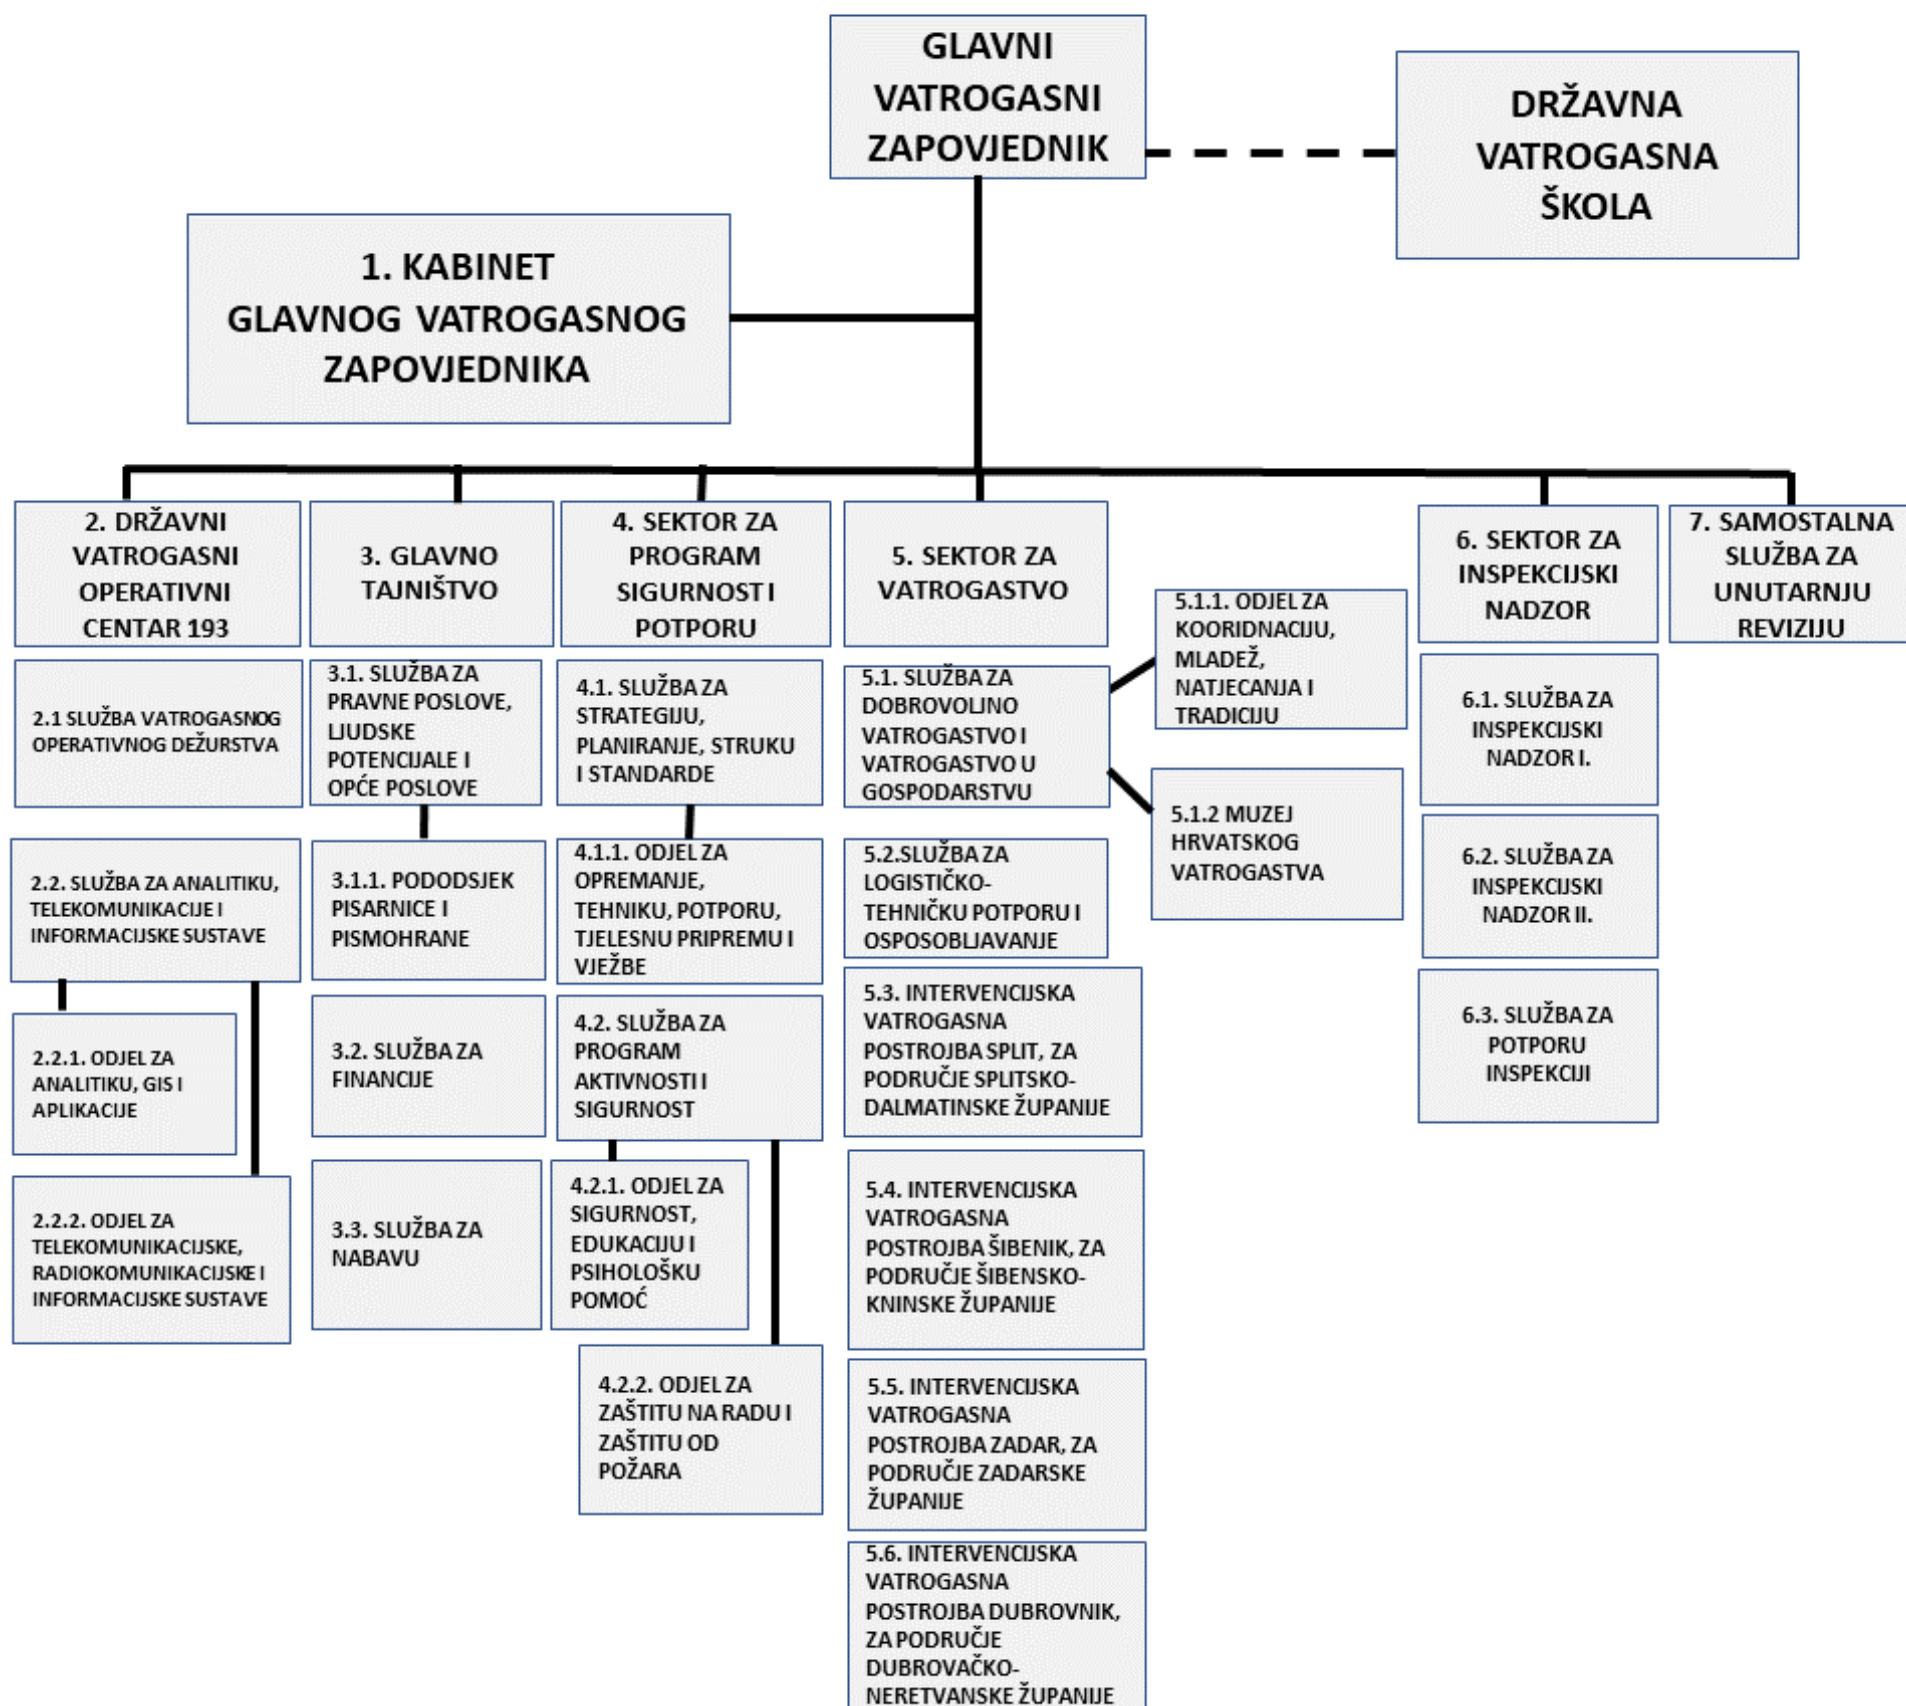 GLAVNI
VATROGASNI
ZAPOVJEDNIK
DRŽAVNA
VATROGASNA
ŠKOLA
1. KABINET
GLAVNOG VATROGASNOG
ZAPOVJEDNIKA
2. DRŽAVNI
VATROGASNI
OPERATIVNI
CENTAR 193
2.1 SLUŽBA VATROGASNOG
OPERATIVNOG DEŽURSTVA
2.2. SLUŽBA ZA ANALITIKU,
TELEKOMUNIKACIJE I
INFORMACIJSKE SUSTAVE
2.2.1. ODJEL ZA
ANALITIKU, GIS I
APLIKACIJE
2.2.2. ODJEL ZA
TELEKOMUNIKACIJSKE,
RADIOKOMUNIKACIJSKE I
INFORMACIJSKE SUSTAVE
3. GLAVNO
TAJNIŠTVO
3.1. SLUŽBA ZA
PRAVNE POSLOVE,
LJUDSKE
POTENCIJALE I
OPĆE POSLOVE
3.1.1. PODODSJEK
PISARNICE I
PISMOHRANE
3.2. SLUŽBA ZA
FINANCIJE
3.3. SLUŽBA ZA
NABAVU
4. SEKTOR ZA
PROGRAM
SIGURNOST I
POTPORU
4.1. SLUŽBA ZA
STRATEGIJU,
PLANIRANJE, STRUKU
I STANDARDE
4.1.1. ODJEL ZA
OPREMANJE,
TEHNIKU, POTPORU,
TJELESNU PRIPREMU I
VJEŽBE
4.2. SLUŽBA ZA
PROGRAM
AKTIVNOSTI I
SIGURNOST
4.2.1. ODJEL ZA
SIGURNOST,
EDUKACIJU I
PSIHOLOŠKU
POMOĆ
4.2.2. ODJEL ZA
ZAŠTITU NA RADU I
ZAŠTITU OD
POŽARA
5. SEKTOR ZA
VATROGASTVO
5.1. SLUŽBA ZA
DOBROVOLJNO
VATROGASTVO I
VATROGASTVO U
GOSPODARSTVU
5.1.1. ODJEL ZA
KOORIDNACIJU,
MLADEŽ,
NATJECANJA I
TRADICIJU
5.1.2 MUZEJ
HRVATSKOG
VATROGASTVA
5.2.SLUŽBA ZA
LOGISTIČKO-
TEHNIČKU POTPORU I
OSPOSOBLJAVANJE
5.3. INTERVENCIJSKA
VATROGASNA
POSTROJBA SPLIT, ZA
PODRUČJE SPLITSKO-
DALMATINSKE ŽUPANIJE
5.4. INTERVENCIJSKA
VATROGASNA
POSTROJBA ŠIBENIK, ZA
PODRUČJE ŠIBENSKO-
KNINSKE ŽUPANIJE
5.5. INTERVENCIJSKA
VATROGASNA
POSTROJBA ZADAR, ZA
PODRUČJE ZADARSKE
ŽUPANIJE
5.6. INTERVENCIJSKA
VATROGASNA
POSTROJBA DUBROVNIK,
ZA PODRUČJE
DUBROVAČKO-
NERETVANSKE ŽUPANIJE
6. SEKTOR ZA
INSPEKCIJSKI
NADZOR
6.1. SLUŽBA ZA
INSPEKCIJSKI
NADZOR I.
6.2. SLUŽBA ZA
INSPEKCIJSKI
NADZOR II.
6.3. SLUŽBA ZA
POTPORU
INSPEKCIJI
7. SAMOSTALNA
SLUŽBA ZA
UNUTARNJU
REVIZIJU